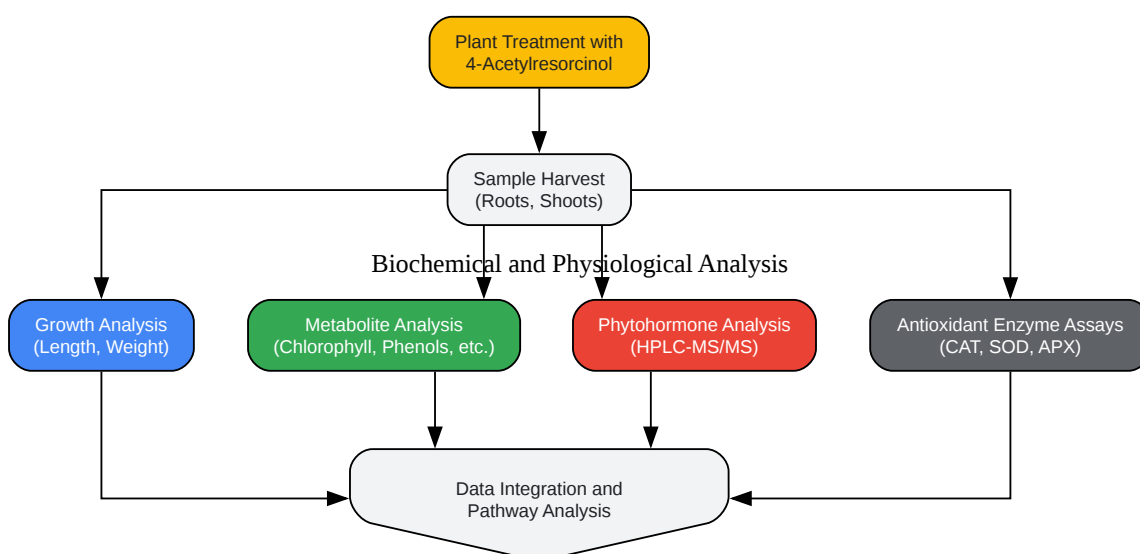 Plant Treatment with
4-Acetylresorcinol
Sample Harvest
(Roots, Shoots)
Biochemical and Physiological Analysis
Growth Analysis
(Length, Weight)
Metabolite Analysis
(Chlorophyll, Phenols, etc.)
Phytohormone Analysis
(HPLC-MS/MS)
Antioxidant Enzyme Assays
(CAT, SOD, APX)
Data Integration and
Pathway Analysis